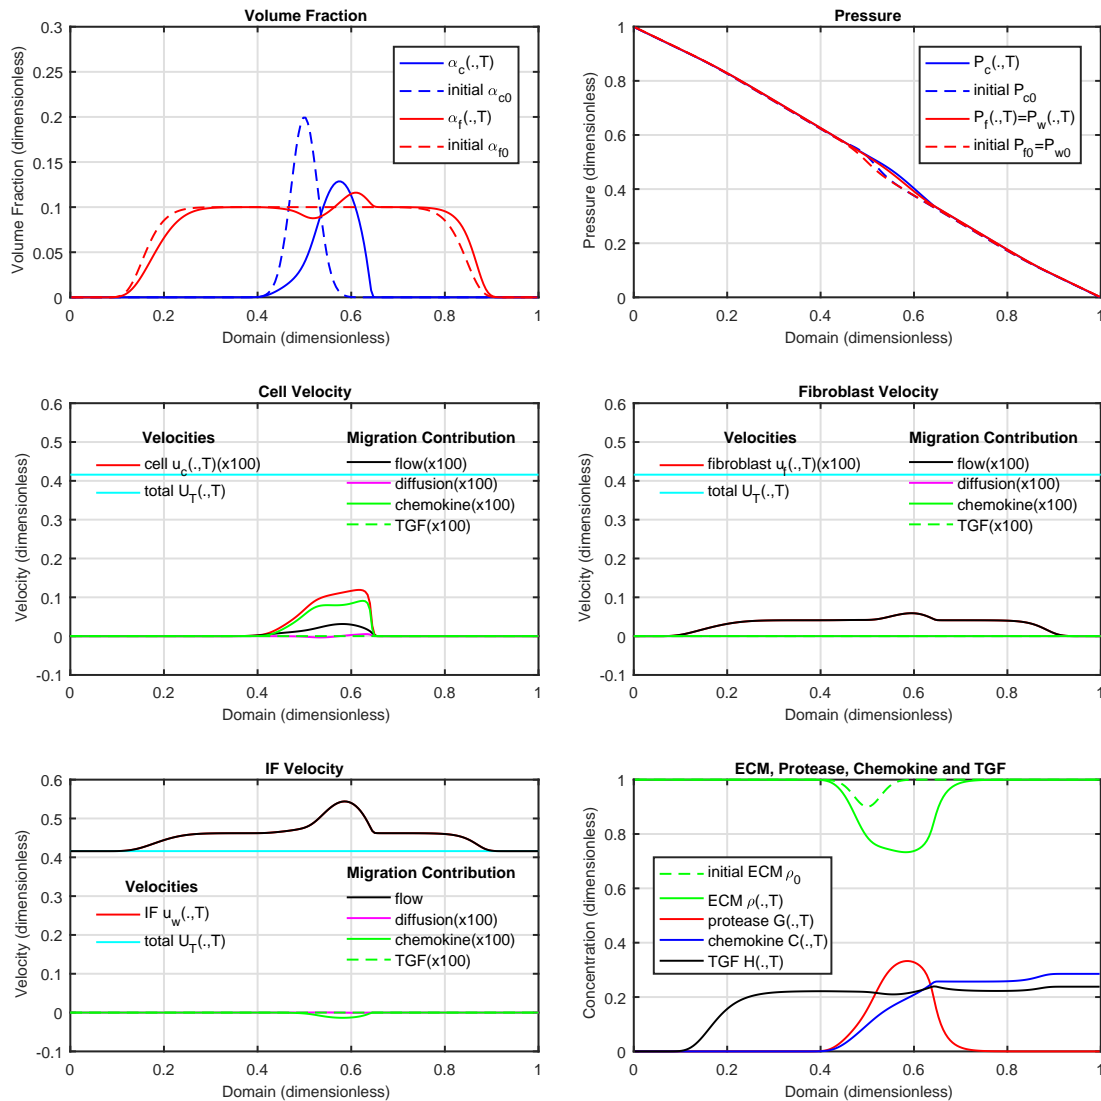 Volume Fraction
Volume Fraction (dimensionless)
0.3
0.25
0.2
0.15
0.1
0.05
0
0 0.2 0.4 0.6 0.8 1
Domain (dimensionless)
α_c(.,T)
initial α_c0
α_f(.,T)
initial α_f0
Pressure
Pressure (dimensionless)
1
0.8
0.6
0.4
0.2
0
0 0.2 0.4 0.6 0.8 1
Domain (dimensionless)
P_c(.,T)
initial P_c0
P_f(.,T)=P_w(.,T)
initial P_f0=P_w0
Cell Velocity
Velocity (dimensionless)
0.6
0.5
0.4
0.3
0.2
0.1
0
-0.1
0 0.2 0.4 0.6 0.8 1
Domain (dimensionless)
Velocities
cell u_c(.,T)(x100)
total U_T(.,T)
Migration Contribution
flow(x100)
diffusion(x100)
chemokine(x100)
TGF(x100)
Fibroblast Velocity
Velocity (dimensionless)
0.6
0.5
0.4
0.3
0.2
0.1
0
-0.1
0 0.2 0.4 0.6 0.8 1
Domain (dimensionless)
Velocities
fibroblast u_f(.,T)(x100)
total U_T(.,T)
Migration Contribution
flow(x100)
diffusion(x100)
chemokine(x100)
TGF(x100)
IF Velocity
Velocity (dimensionless)
0.6
0.5
0.4
0.3
0.2
0.1
0
-0.1
0 0.2 0.4 0.6 0.8 1
Domain (dimensionless)
Velocities
IF u_w(.,T)
total U_T(.,T)
Migration Contribution
flow
diffusion(x100)
chemokine(x100)
TGF(x100)
ECM, Protease, Chemokine and TGF
Concentration (dimensionless)
1
0.8
0.6
0.4
0.2
0
0 0.2 0.4 0.6 0.8 1
Domain (dimensionless)
initial ECM ρ_0
ECM ρ(.,T)
protease G(.,T)
chemokine C(.,T)
TGF H(.,T)